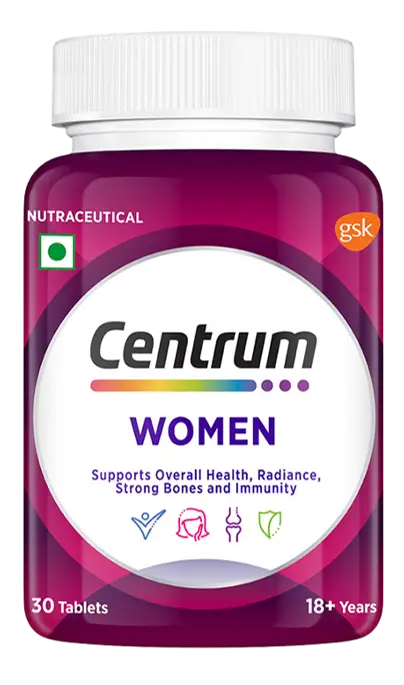 NUTRACEUTICAL
gsk
Centrum
WOMEN
Supports Overall Health, Radiance,
Strong Bones and Immunity
30 Tablets
18+ Years